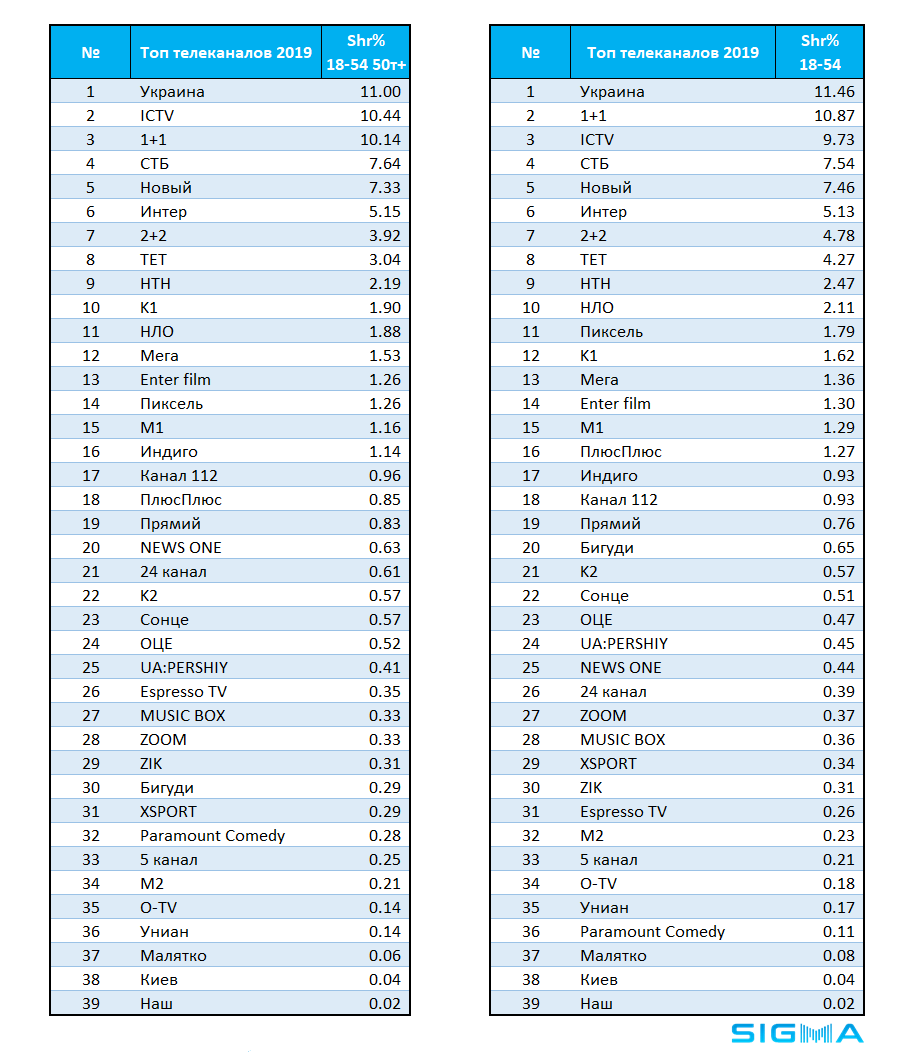 № Топ телеканалов 2019 Shr% 18-54 50т+
1 Украина 11.00
2 ICTV 10.44
3 1+1 10.14
4 СТБ 7.64
5 Новый 7.33
6 Интер 5.15
7 2+2 3.92
8 ТЕТ 3.04
9 НТН 2.19
10 К1 1.90
11 НЛО 1.88
12 Мега 1.53
13 Enter film 1.26
14 Пиксель 1.26
15 М1 1.16
16 Индиго 1.14
17 Канал 112 0.96
18 ПлюсПлюс 0.85
19 Прямий 0.83
20 NEWS ONE 0.63
21 24 канал 0.61
22 К2 0.57
23 Сонце 0.57
24 ОЦЕ 0.52
25 UA:PERSHIY 0.41
26 Espresso TV 0.35
27 MUSIC BOX 0.33
28 ZOOM 0.33
29 ZIK 0.31
30 Бигуди 0.29
31 XSPORT 0.29
32 Paramount Comedy 0.28
33 5 канал 0.25
34 М2 0.21
35 O-TV 0.14
36 Униан 0.14
37 Малятко 0.06
38 Киев 0.04
39 Наш 0.02
№ Топ телеканалов 2019 Shr% 18-54
1 Украина 11.46
2 1+1 10.87
3 ICTV 9.73
4 СТБ 7.54
5 Новый 7.46
6 Интер 5.13
7 2+2 4.78
8 ТЕТ 4.27
9 НТН 2.47
10 НЛО 2.11
11 Пиксель 1.79
12 К1 1.62
13 Мега 1.36
14 Enter film 1.30
15 М1 1.29
16 ПлюсПлюс 1.27
17 Индиго 0.93
18 Канал 112 0.93
19 Прямий 0.76
20 Бигуди 0.65
21 К2 0.57
22 Сонце 0.51
23 ОЦЕ 0.47
24 UA:PERSHIY 0.45
25 NEWS ONE 0.44
26 24 канал 0.39
27 ZOOM 0.37
28 MUSIC BOX 0.36
29 XSPORT 0.34
30 ZIK 0.31
31 Espresso TV 0.26
32 М2 0.23
33 5 канал 0.21
34 O-TV 0.18
35 Униан 0.17
36 Paramount Comedy 0.11
37 Малятко 0.08
38 Киев 0.04
39 Наш 0.02
SIGMA